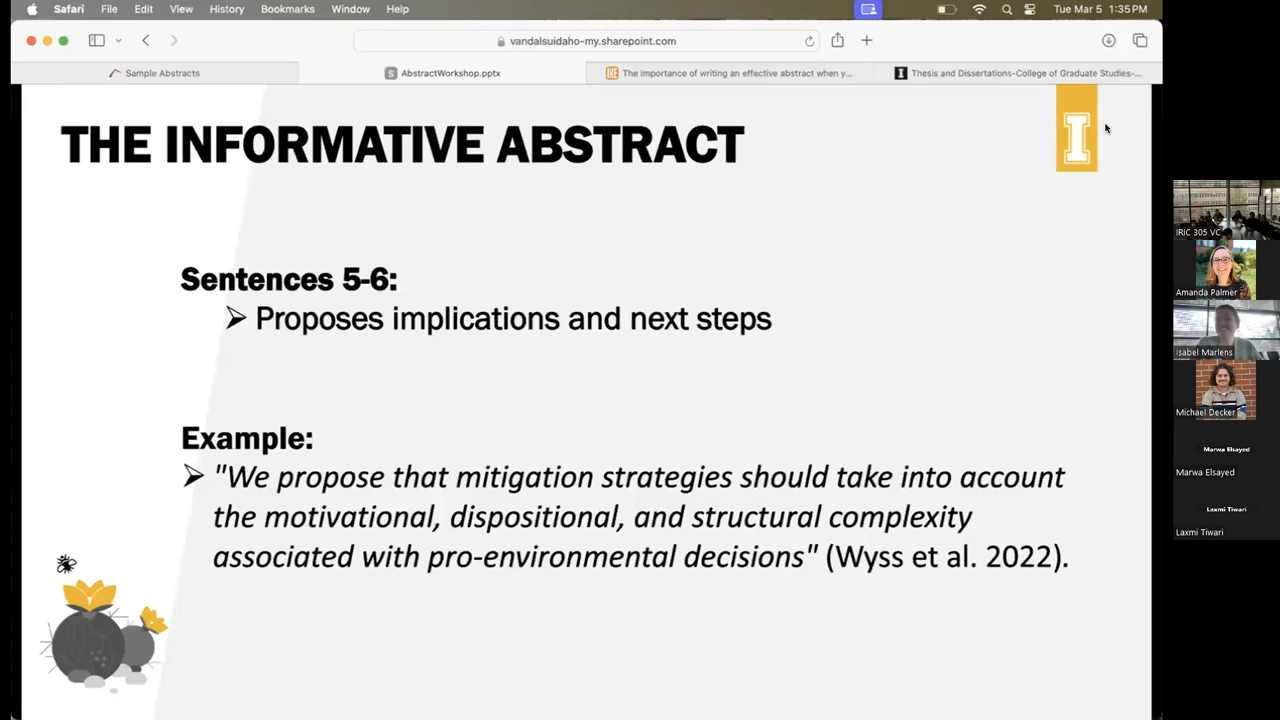 Safari File Edit View History Bookmarks Window Help Tue Mar 5 1:35PM
vandalsuidaho-my.sharepoint.com
Sample Abstracts
S AbstractWorkshop.pptx
THE The importance of writing an effective abstract when y...
I Thesis and Dissertations-College of Graduate Studies-...
THE INFORMATIVE ABSTRACT
I
Sentences 5-6:
➢ Proposes implications and next steps
Example:
➢ "We propose that mitigation strategies should take into account
the motivational, dispositional, and structural complexity
associated with pro-environmental decisions" (Wyss et al. 2022).
IRIC 305 VC
Amanda Palmer
Isabel Marlens
Michael Decker
Marwa Elsayed
Marwa Elsayed
Laxmi Tiwari
Laxmi Tiwari